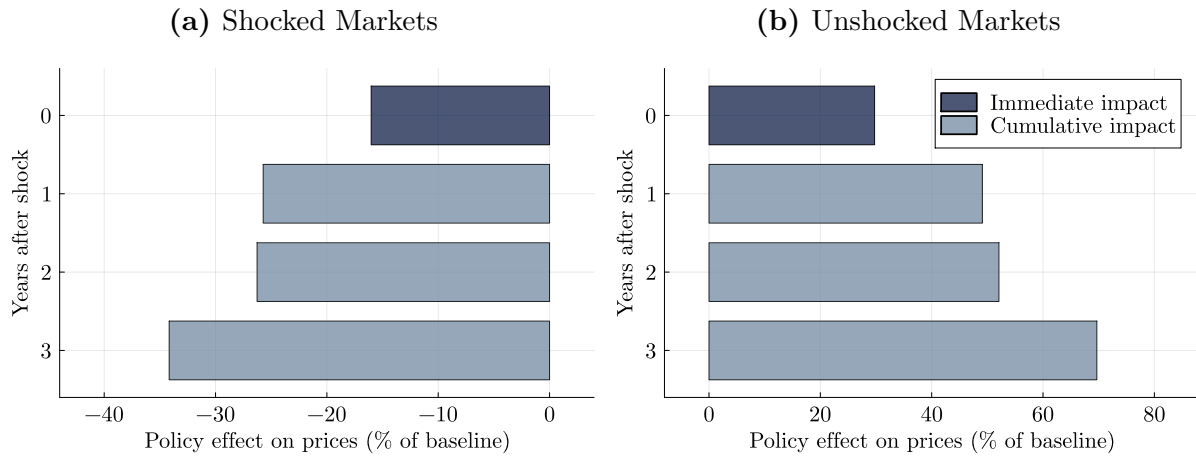 (a) Shocked Markets
Years after shock
0
1
2
3
−40 −30 −20 −10 0
Policy effect on prices (% of baseline)
(b) Unshocked Markets
Immediate impact
Cumulative impact
Years after shock
0
1
2
3
0 20 40 60 80
Policy effect on prices (% of baseline)